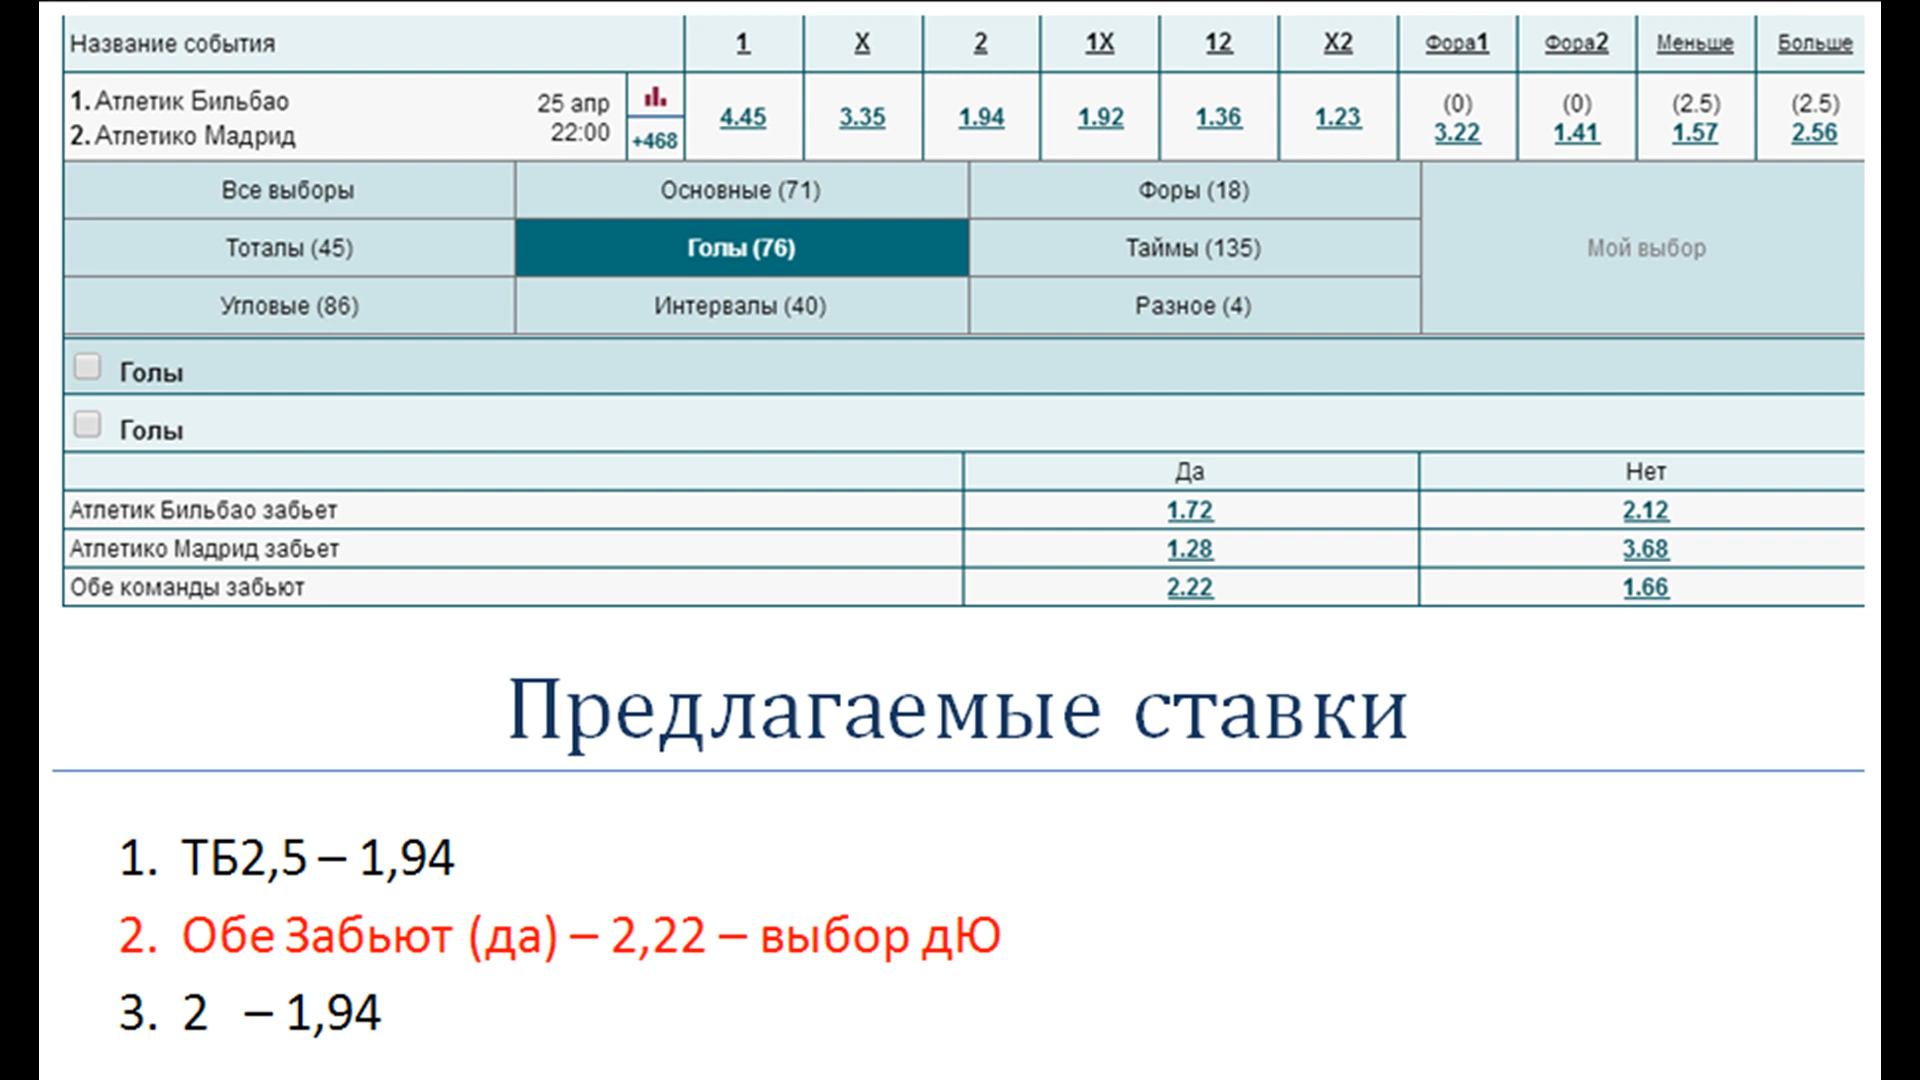 Название события 1 X 2 1X 12 X2 Фора1 Фора2 Меньше Больше
1. Атлетик Бильбао 25 апр (0) (0) (2.5) (2.5)
2. Атлетико Мадрид 22:00 +468 4.45 3.35 1.94 1.92 1.36 1.23 3.22 1.41 1.57 2.56
Все выборы Основные (71) Форы (18)
Тоталы (45) Голы (76) Таймы (135) Мой выбор
Угловые (86) Интервалы (40) Разное (4)
Голы
Голы
Да Нет
Атлетик Бильбао забьет 1.72 2.12
Атлетико Мадрид забьет 1.28 3.68
Обе команды забьют 2.22 1.66
Предлагаемые ставки
1. ТБ2,5 – 1,94
2. Обе Забьют (да) – 2,22 – выбор дЮ
3. 2 – 1,94